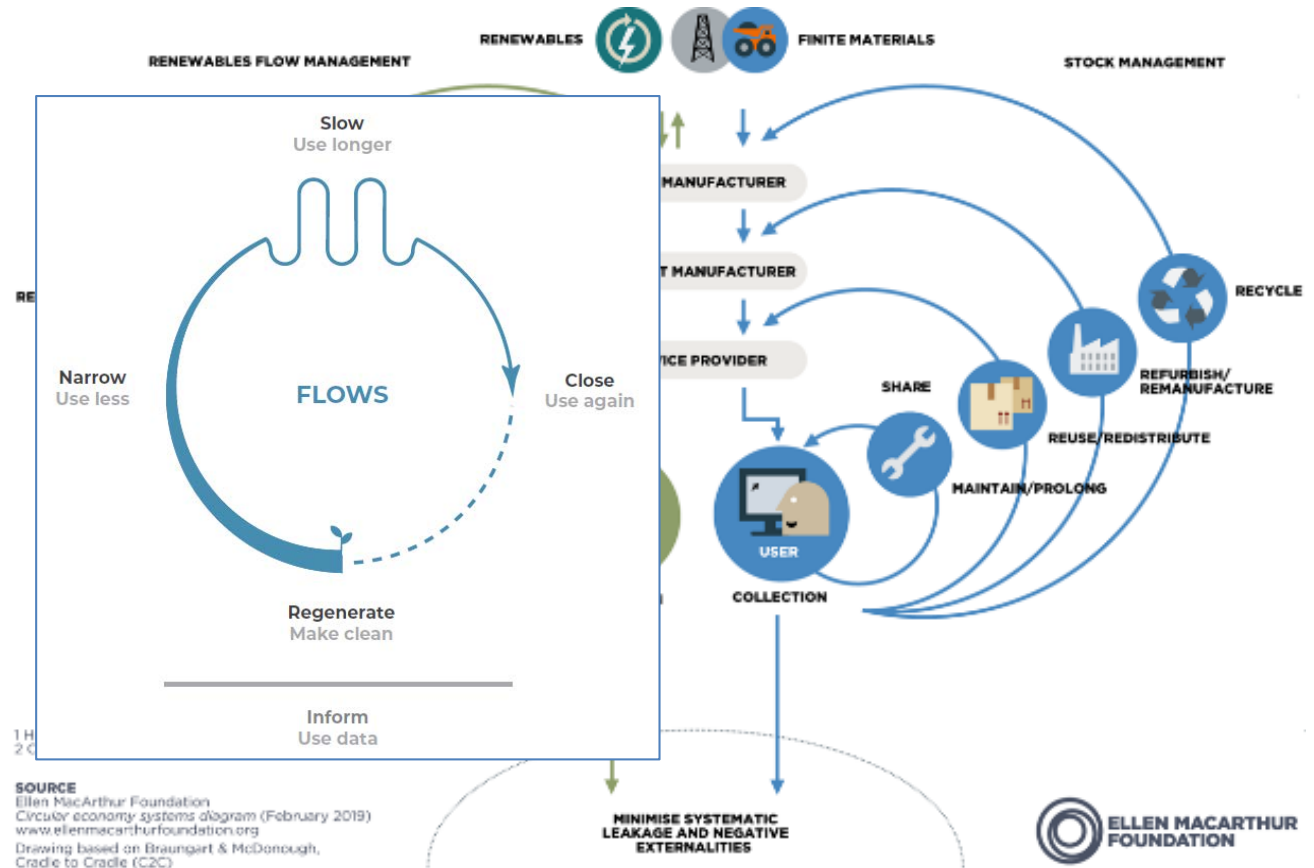 RENEWABLES
FINITE MATERIALS
RENEWABLES FLOW MANAGEMENT
STOCK MANAGEMENT
Slow
Use longer
MANUFACTURER
T MANUFACTURER
RE
RECYCLE
VICE PROVIDER
Narrow
Use less
FLOWS
Close
Use again
SHARE
REFURBISH/
REMANUFACTURE
REUSE/REDISTRIBUTE
MAINTAIN/PROLONG
USER
COLLECTION
Regenerate
Make clean
Inform
Use data
1 H
2 C
SOURCE
Ellen MacArthur Foundation
Circular economy systems diagram (February 2019)
www.ellenmacarthurfoundation.org
Drawing based on Braungart & McDonough,
Cradle to Cradle (C2C)
MINIMISE SYSTEMATIC
LEAKAGE AND NEGATIVE
EXTERNALITIES
ELLEN MACARTHUR
FOUNDATION